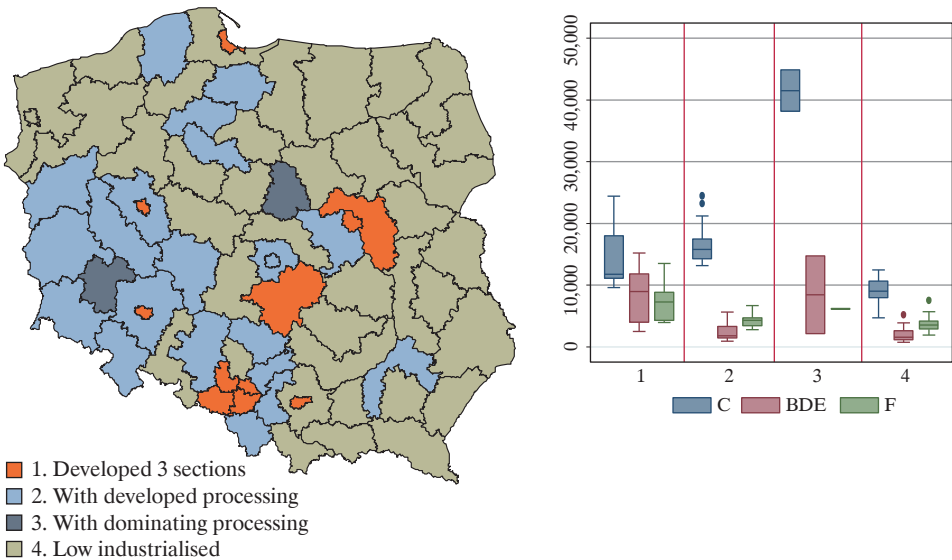 50,000
40,000
30,000
20,000
10,000
0
1 2 3 4
C BDE F
1. Developed 3 sections
2. With developed processing
3. With dominating processing
4. Low industrialised